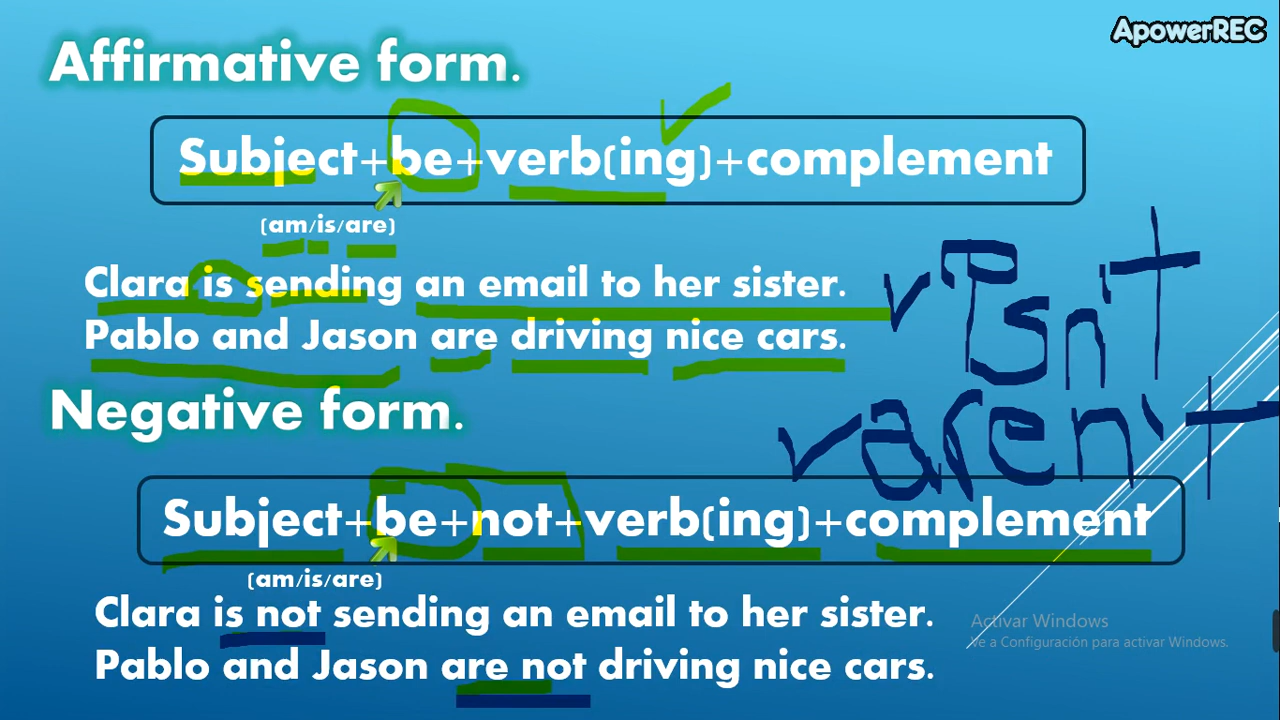 ApowerREC
Affirmative form.
Subject+be+verb(ing)+complement
(am/is/are)
Clara is sending an email to her sister.
Pablo and Jason are driving nice cars.
isn't
aren't
Negative form.
Subject+be+not+verb(ing)+complement
(am/is/are)
Clara is not sending an email to her sister.
Pablo and Jason are not driving nice cars.
Activar Windows
Ve a Configuración para activar Windows.